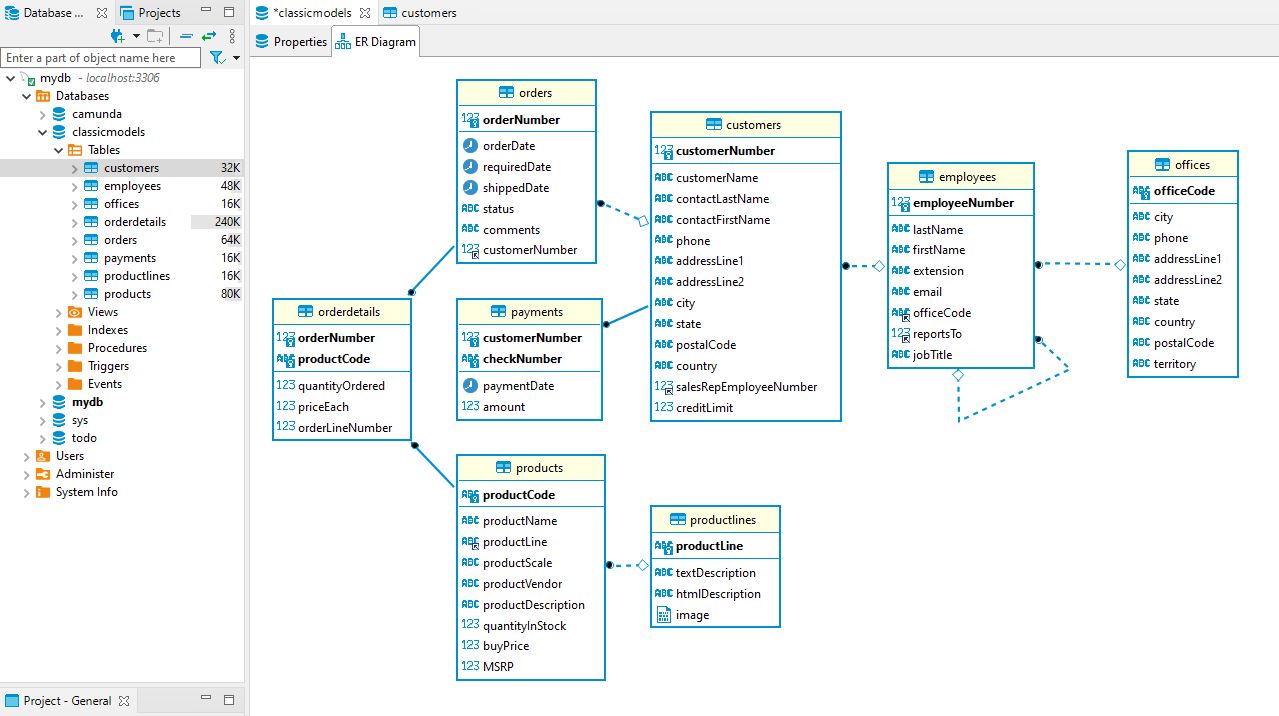 Database ...
Projects
Enter a part of object name here
mydb - localhost:3306
Databases
camunda
classicmodels
Tables
customers 32K
employees 48K
offices 16K
orderdetails 240K
orders 64K
payments 16K
productlines 16K
products 80K
Views
Indexes
Procedures
Triggers
Events
mydb
sys
todo
Users
Administer
System Info
Project - General
*classicmodels
customers
Properties
ER Diagram
orders
123 orderNumber
orderDate
requiredDate
shippedDate
ABC status
ABC comments
123 customerNumber
customers
123 customerNumber
ABC customerName
ABC contactLastName
ABC contactFirstName
ABC phone
ABC addressLine1
ABC addressLine2
ABC city
ABC state
ABC postalCode
ABC country
123 salesRepEmployeeNumber
123 creditLimit
employees
123 employeeNumber
ABC lastName
ABC firstName
ABC extension
ABC email
ABC officeCode
123 reportsTo
ABC jobTitle
offices
ABC officeCode
ABC city
ABC phone
ABC addressLine1
ABC addressLine2
ABC state
ABC country
ABC postalCode
ABC territory
orderdetails
123 orderNumber
ABC productCode
123 quantityOrdered
123 priceEach
123 orderLineNumber
payments
123 customerNumber
ABC checkNumber
paymentDate
123 amount
products
ABC productCode
ABC productName
ABC productLine
ABC productScale
ABC productVendor
ABC productDescription
123 quantityInStock
123 buyPrice
123 MSRP
productlines
ABC productLine
ABC textDescription
ABC htmlDescription
image